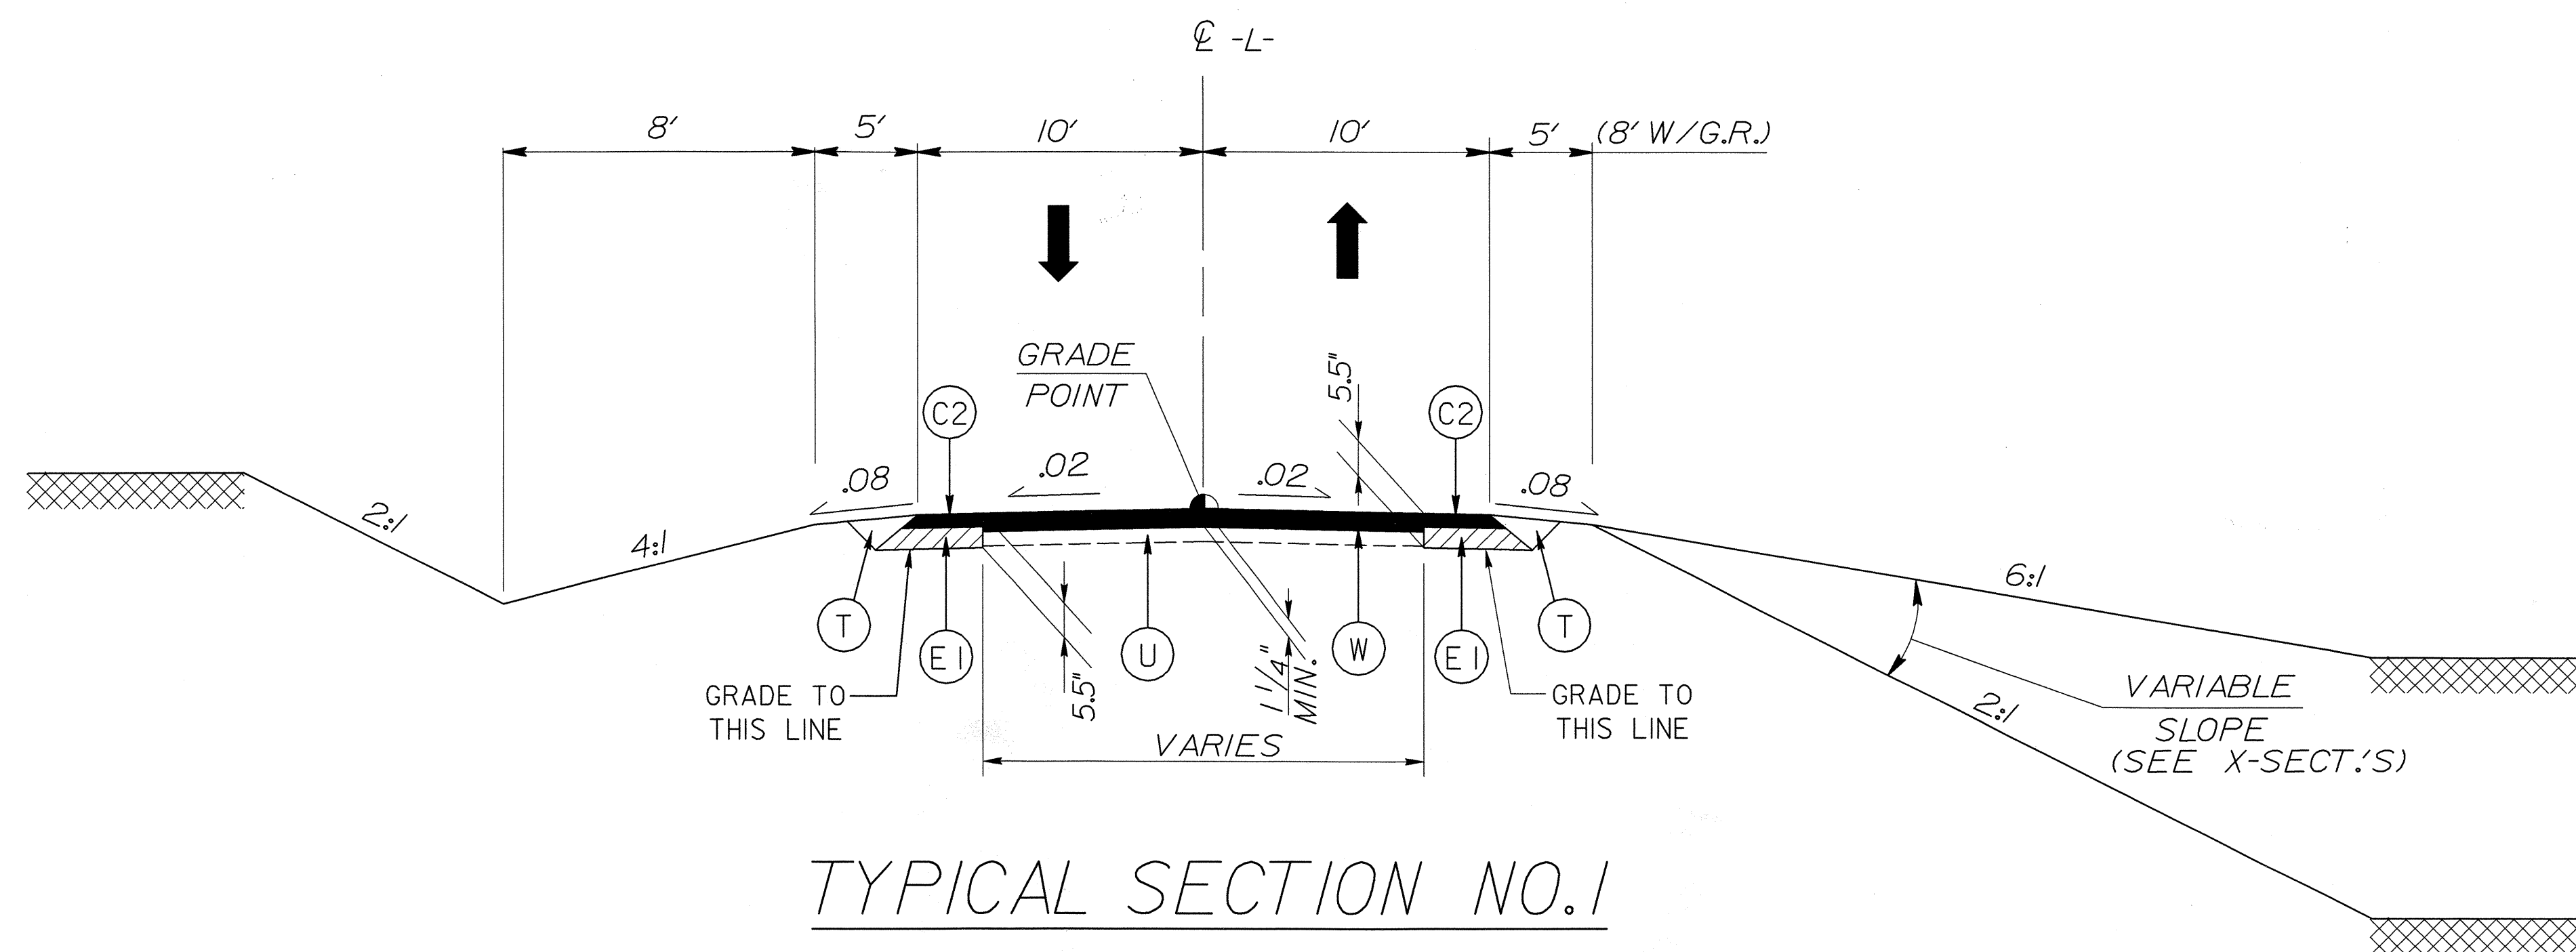 ℄ -L-
8' 5' 10' 10' 5' (8' W/G.R.)
GRADE
POINT
5.5"
C2 C2
.08 .02 .02 .08
2:1 4:1 6:1
T E1 U W E1 T
5.5"
1 1/4"
MIN.
GRADE TO
THIS LINE
GRADE TO
THIS LINE
VARIES
2:1
VARIABLE
SLOPE
(SEE X-SECT.'S)
TYPICAL SECTION NO. 1